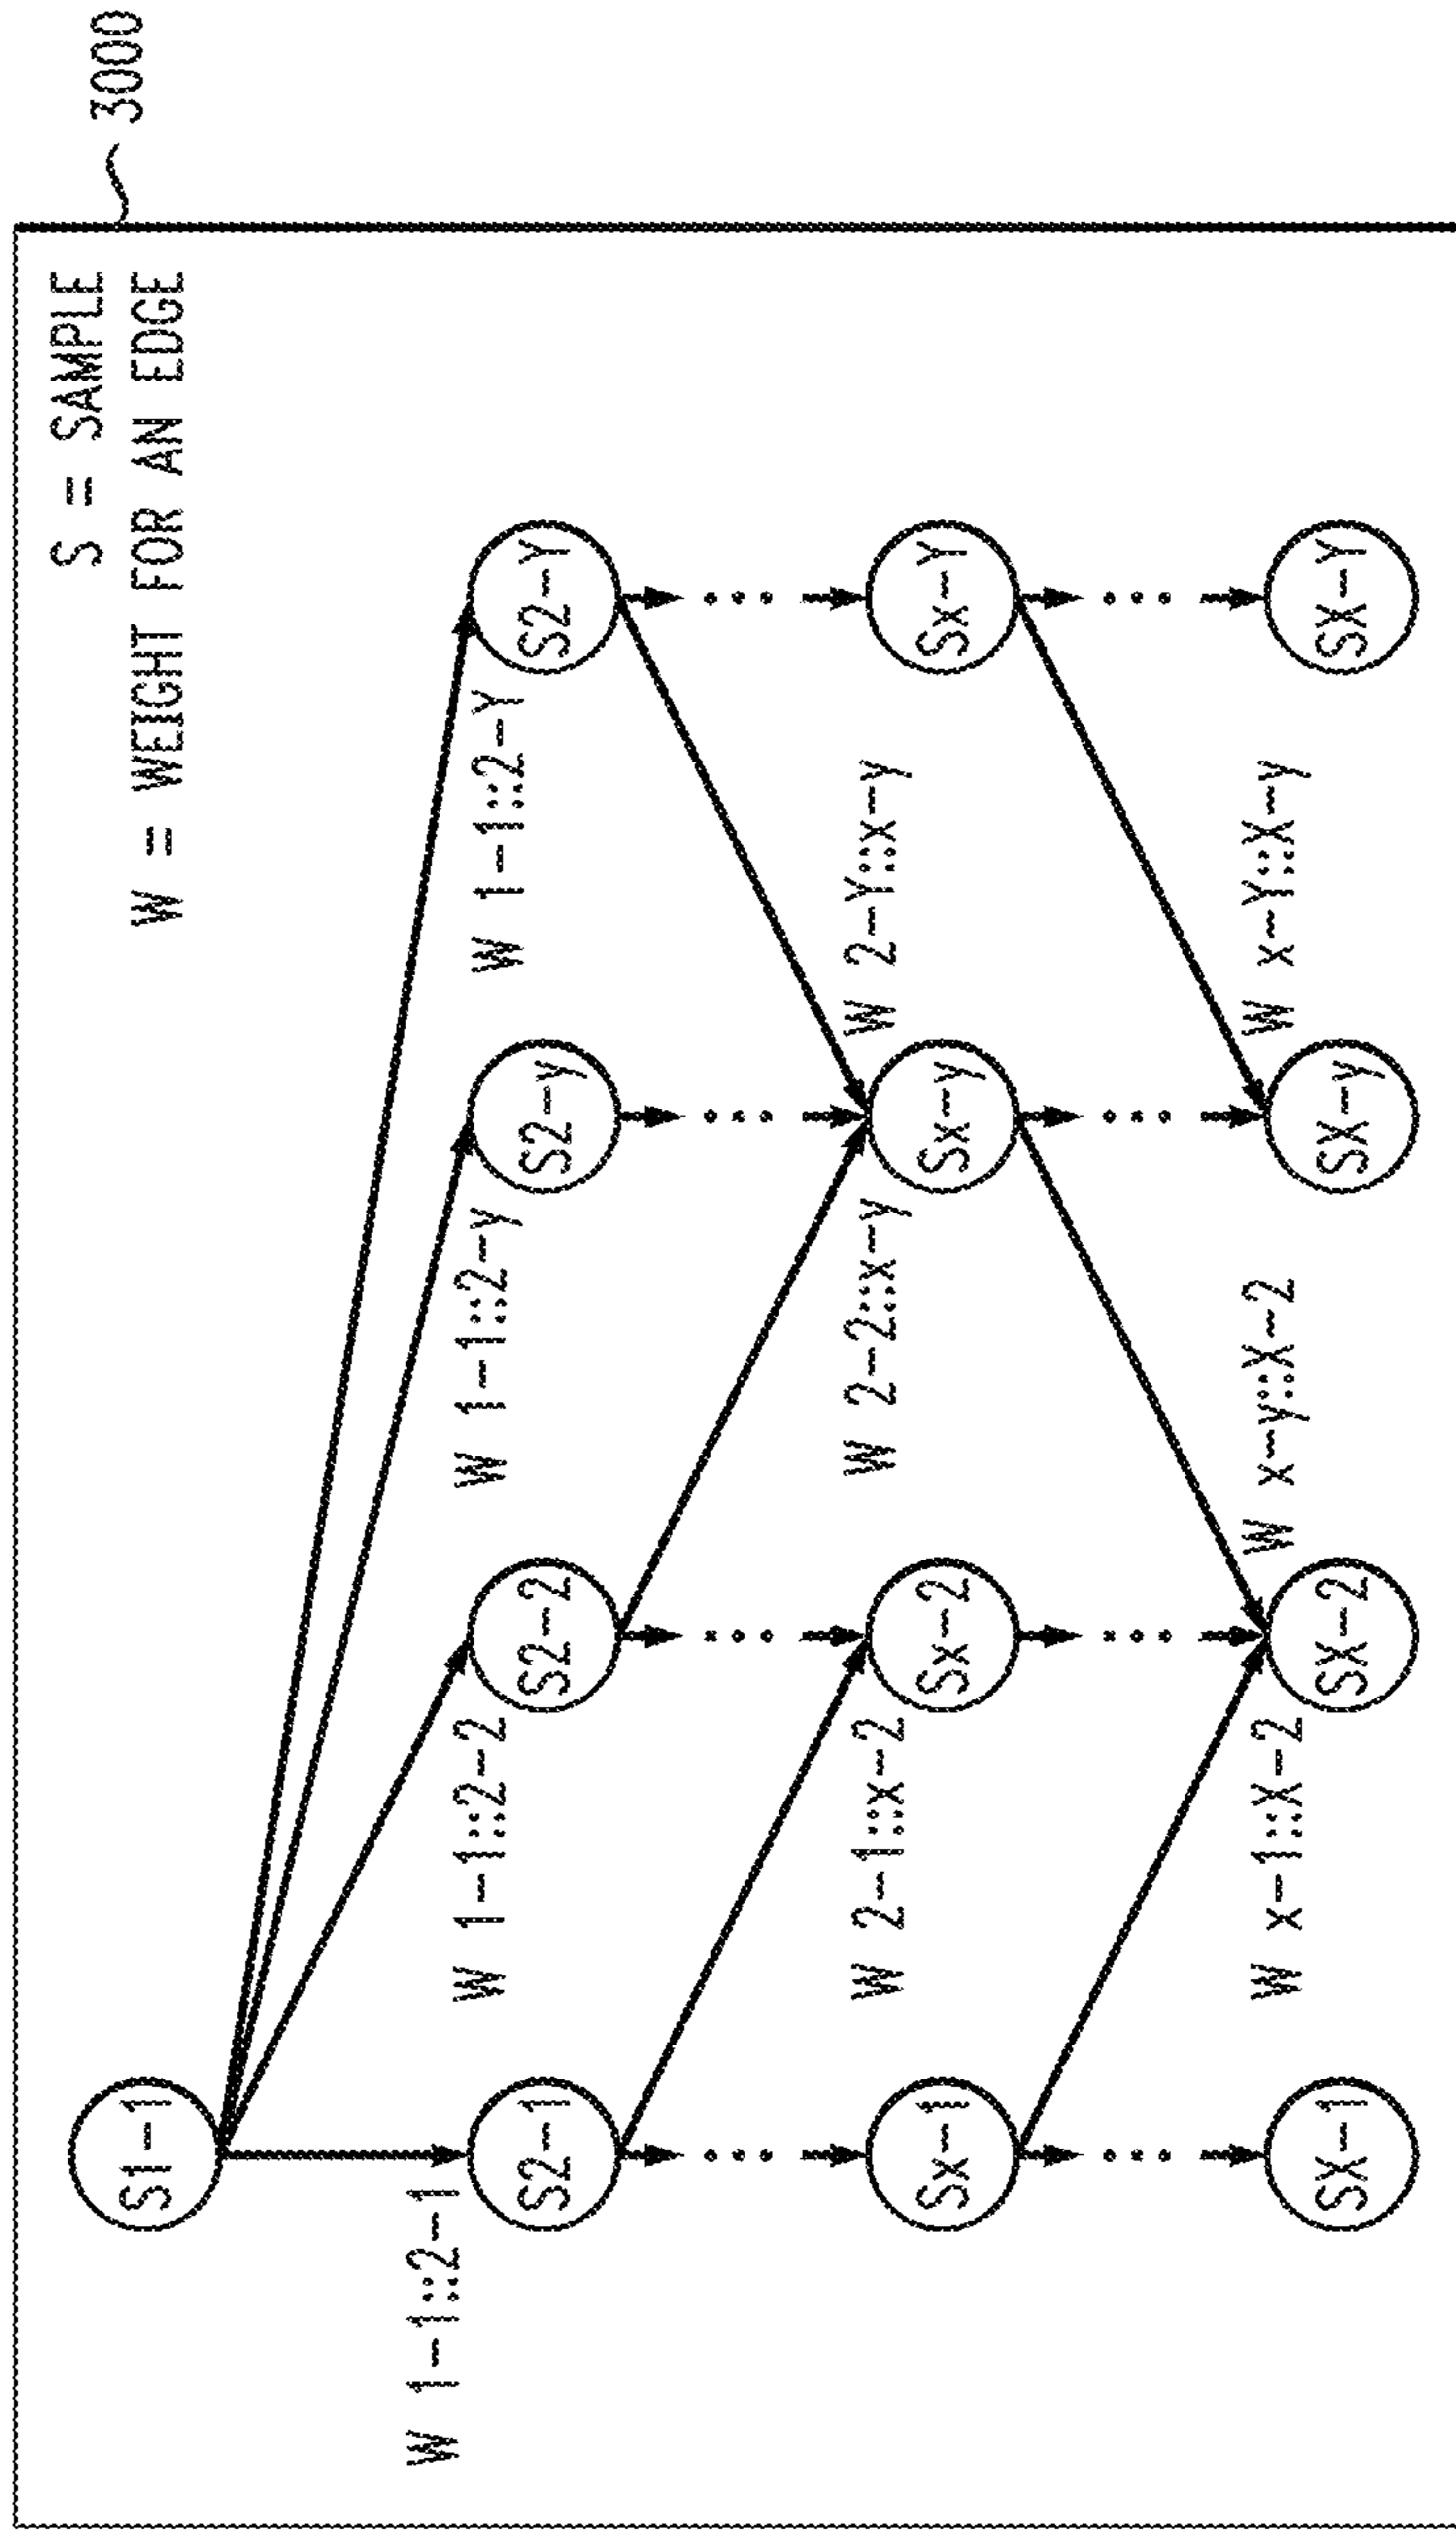 3000
S = SAMPLE
W = WEIGHT FOR AN EDGE
S1-1
W 1-1::2-1
W 1-1::2-2
W 1-1::2-y
W 1-1::2-Y
S2-1
S2-2
S2-y
S2-Y
W 2-1::x-2
W 2-2::x-y
W 2-Y::x-y
Sx-1
Sx-2
Sx-y
Sx-Y
W x-1::X-2
W x-y::X-2
W x-Y::X-y
SX-1
SX-2
SX-y
SX-Y